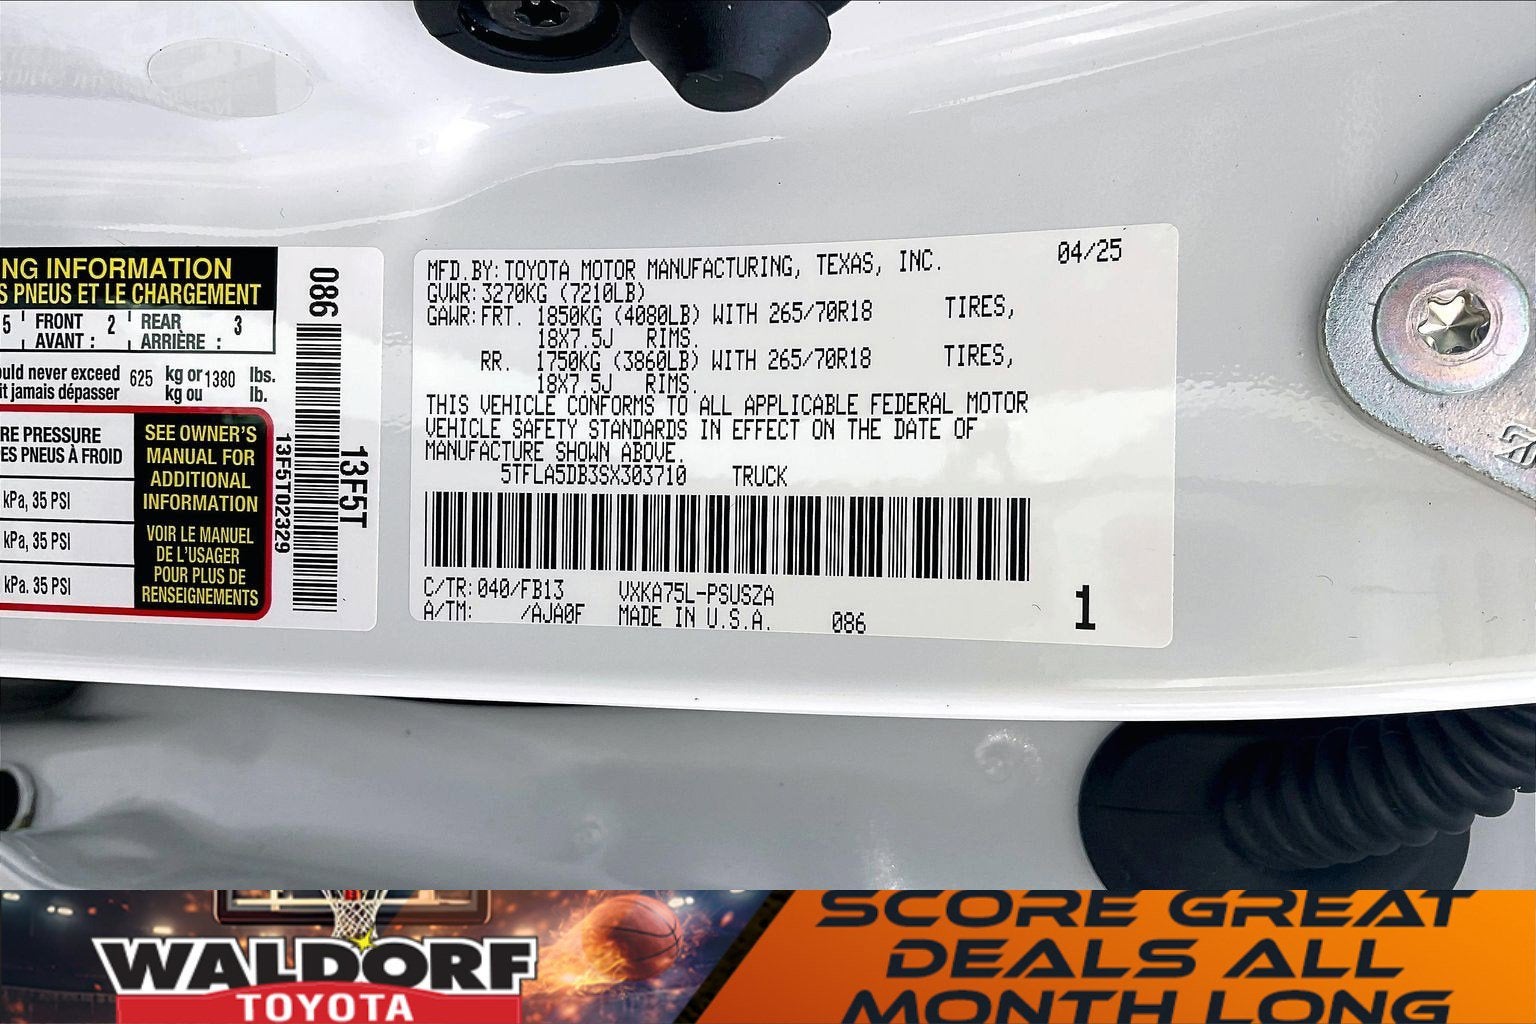 NG INFORMATION
S PNEUS ET LE CHARGEMENT
5 FRONT 2 REAR 3
AVANT : ARRIÈRE :
ould never exceed 625 kg or 1380 lbs.
it jamais dépasser kg ou lb.
RE PRESSURE
DES PNEUS À FROID
kPa, 35 PSI
kPa, 35 PSI
kPa, 35 PSI
SEE OWNER'S
MANUAL FOR
ADDITIONAL
INFORMATION
VOIR LE MANUEL
DE L'USAGER
POUR PLUS DE
RENSEIGNEMENTS
13F5T02329
086
13F5T
MFD.BY:TOYOTA MOTOR MANUFACTURING, TEXAS, INC. 04/25
GVWR:3270KG (7210LB)
GAWR:FRT. 1850KG (4080LB) WITH 265/70R18 TIRES,
18X7.5J RIMS.
RR. 1750KG (3860LB) WITH 265/70R18 TIRES,
18X7.5J RIMS.
THIS VEHICLE CONFORMS TO ALL APPLICABLE FEDERAL MOTOR
VEHICLE SAFETY STANDARDS IN EFFECT ON THE DATE OF
MANUFACTURE SHOWN ABOVE.
5TFLA5DB3SX303710 TRUCK
C/TR:040/FB13 VXKA75L-PSUSZA
A/TM: /AJA0F MADE IN U.S.A. 086
1
WALDORF
TOYOTA
SCORE GREAT
DEALS ALL
MONTH LONG